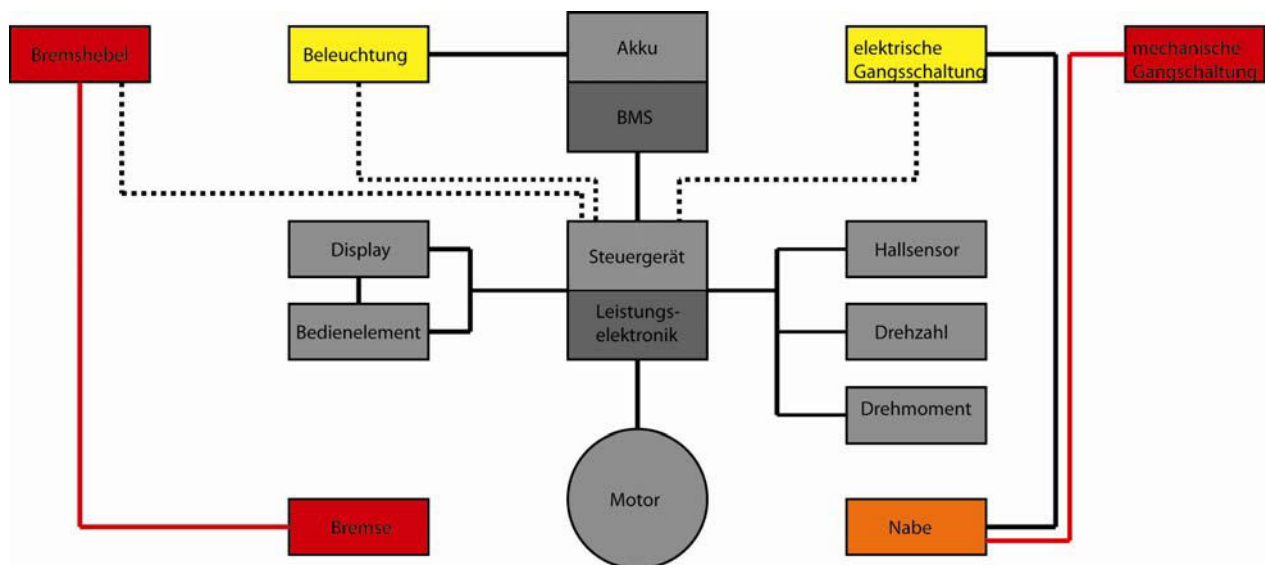 Bremshebel
Beleuchtung
Akku
elektrische
Gangsschaltung
mechanische
Gangschaltung
BMS
Display
Steuergerät
Hallsensor
Bedienelement
Leistungs-
elektronik
Drehzahl
Drehmoment
Motor
Bremse
Nabe